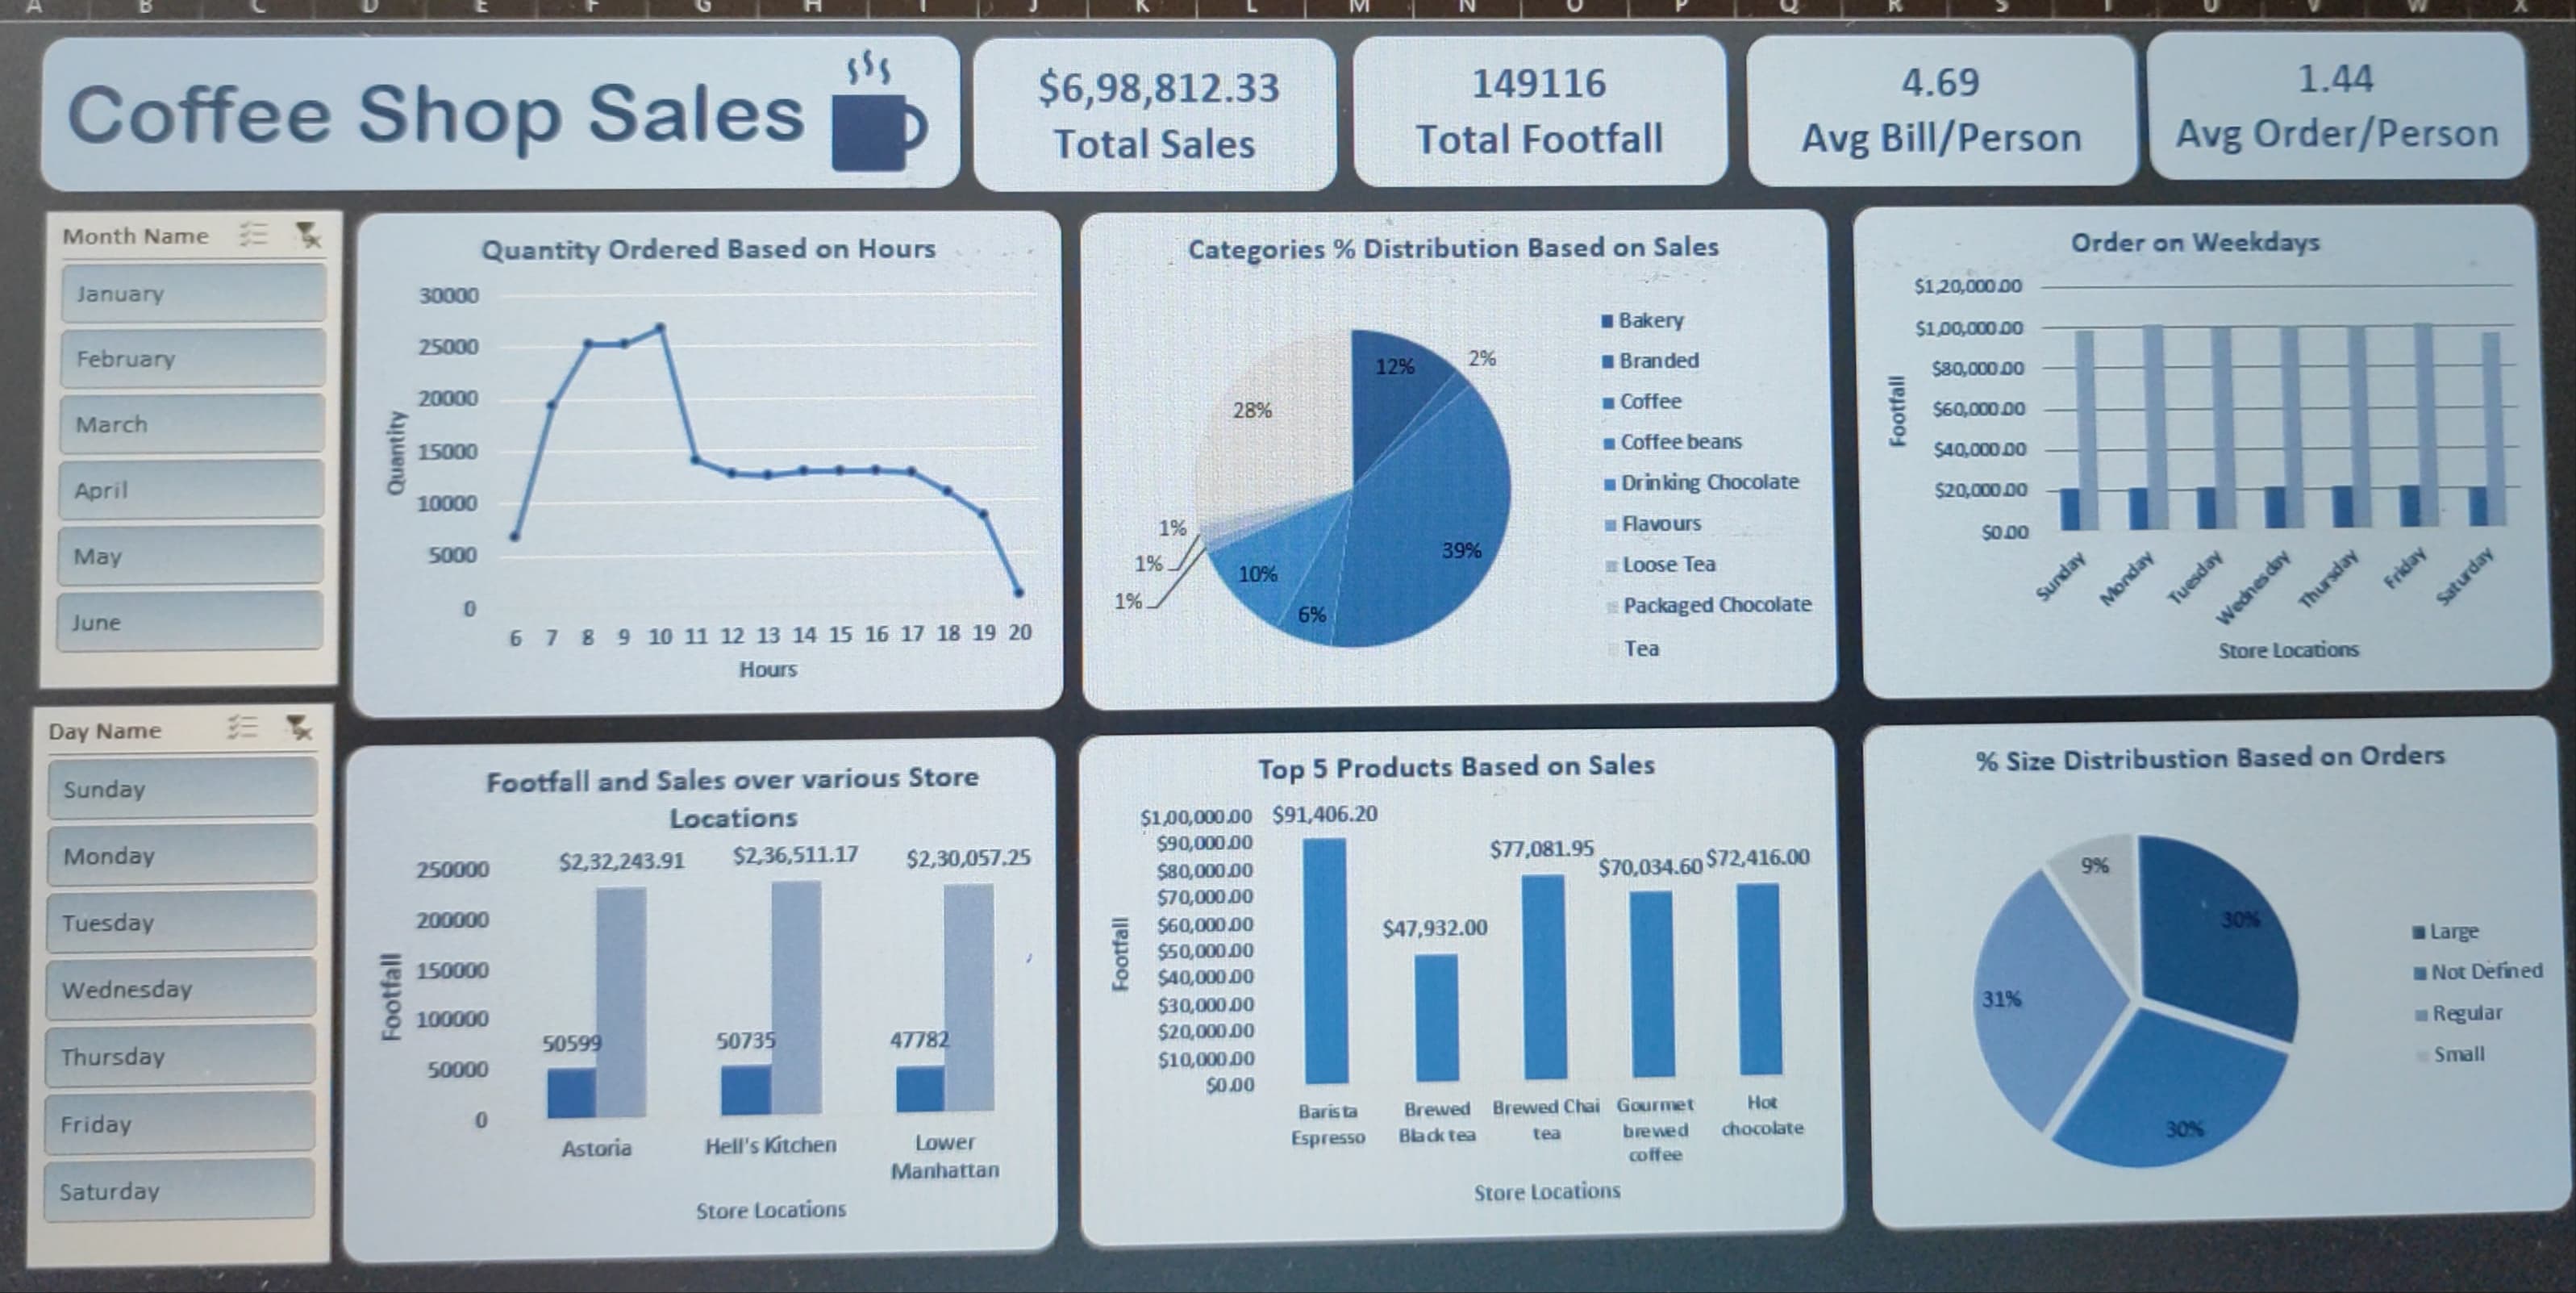 A B C D E F G H I J K L M N O P Q R S T U V W X
Coffee Shop Sales
$6,98,812.33
Total Sales
149116
Total Footfall
4.69
Avg Bill/Person
1.44
Avg Order/Person
Month Name
January
February
March
April
May
June
Day Name
Sunday
Monday
Tuesday
Wednesday
Thursday
Friday
Saturday
Quantity Ordered Based on Hours
30000
25000
20000
15000
10000
5000
0
Quantity
6 7 8 9 10 11 12 13 14 15 16 17 18 19 20
Hours
Categories % Distribution Based on Sales
12%
2%
39%
6%
10%
1%
1%
1%
28%
Bakery
Branded
Coffee
Coffee beans
Drinking Chocolate
Flavours
Loose Tea
Packaged Chocolate
Tea
Order on Weekdays
$1,20,000.00
$1,00,000.00
$80,000.00
$60,000.00
$40,000.00
$20,000.00
$0.00
Footfall
Sunday Monday Tuesday Wednesday Thursday Friday Saturday
Store Locations
Footfall and Sales over various Store
Locations
250000
200000
150000
100000
50000
0
Footfall
$2,32,243.91 $2,36,511.17 $2,30,057.25
50599 50735 47782
Astoria Hell's Kitchen Lower
Manhattan
Store Locations
Top 5 Products Based on Sales
$1,00,000.00
$90,000.00
$80,000.00
$70,000.00
$60,000.00
$50,000.00
$40,000.00
$30,000.00
$20,000.00
$10,000.00
$0.00
Footfall
$91,406.20
$47,932.00
$77,081.95
$70,034.60
$72,416.00
Barista
Espresso
Brewed
Black tea
Brewed Chai
tea
Gourmet
brewed
coffee
Hot
chocolate
Store Locations
% Size Distribustion Based on Orders
30%
30%
31%
9%
Large
Not Defined
Regular
Small